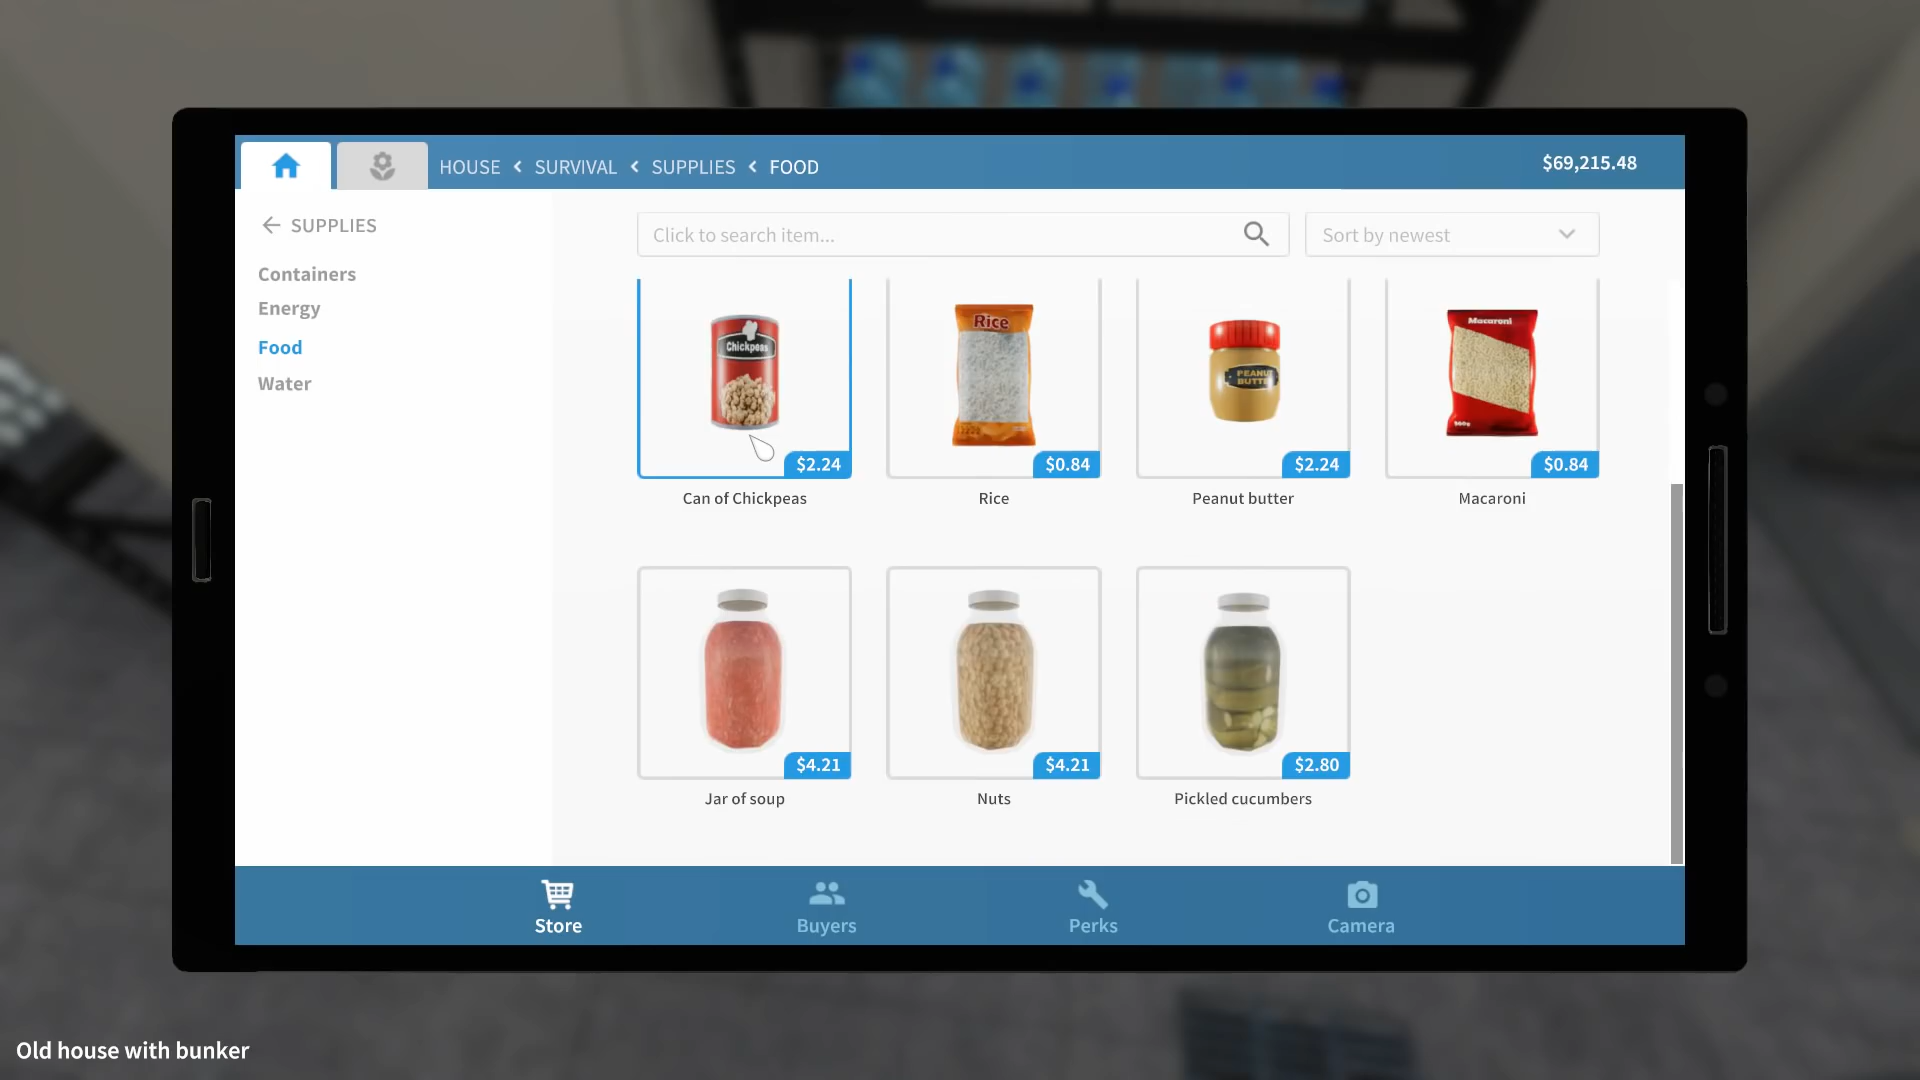 HOUSE < SURVIVAL < SUPPLIES < FOOD
$69,215.48
SUPPLIES
Containers
Energy
Food
Water
Click to search item...
Sort by newest
Chickpeas
Rice
PEANUT
BUTTE
Macaroni
$2.24
$0.84
$2.24
$0.84
Can of Chickpeas
Rice
Peanut butter
Macaroni
$4.21
$4.21
$2.80
Jar of soup
Nuts
Pickled cucumbers
Store
Buyers
Perks
Camera
Old house with bunker